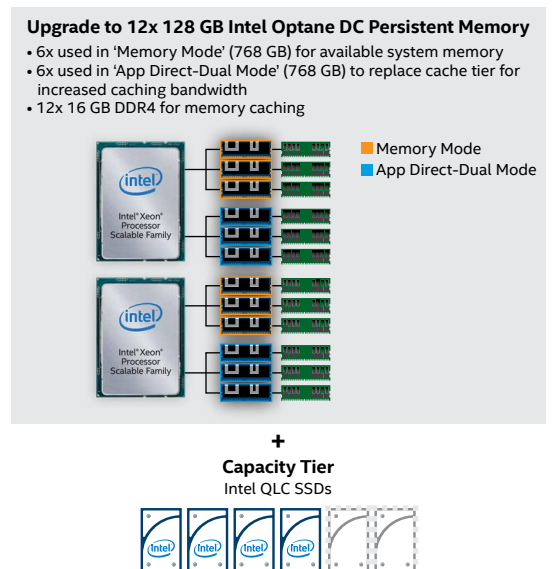 Upgrade to 12x 128 GB Intel Optane DC Persistent Memory
• 6x used in ‘Memory Mode’ (768 GB) for available system memory
• 6x used in ‘App Direct-Dual Mode’ (768 GB) to replace cache tier for
increased caching bandwidth
• 12x 16 GB DDR4 for memory caching
Memory Mode
App Direct-Dual Mode
intel
Intel® Xeon®
Processor
Scalable Family
intel
Intel® Xeon®
Processor
Scalable Family
+
Capacity Tier
Intel QLC SSDs
intel intel intel intel